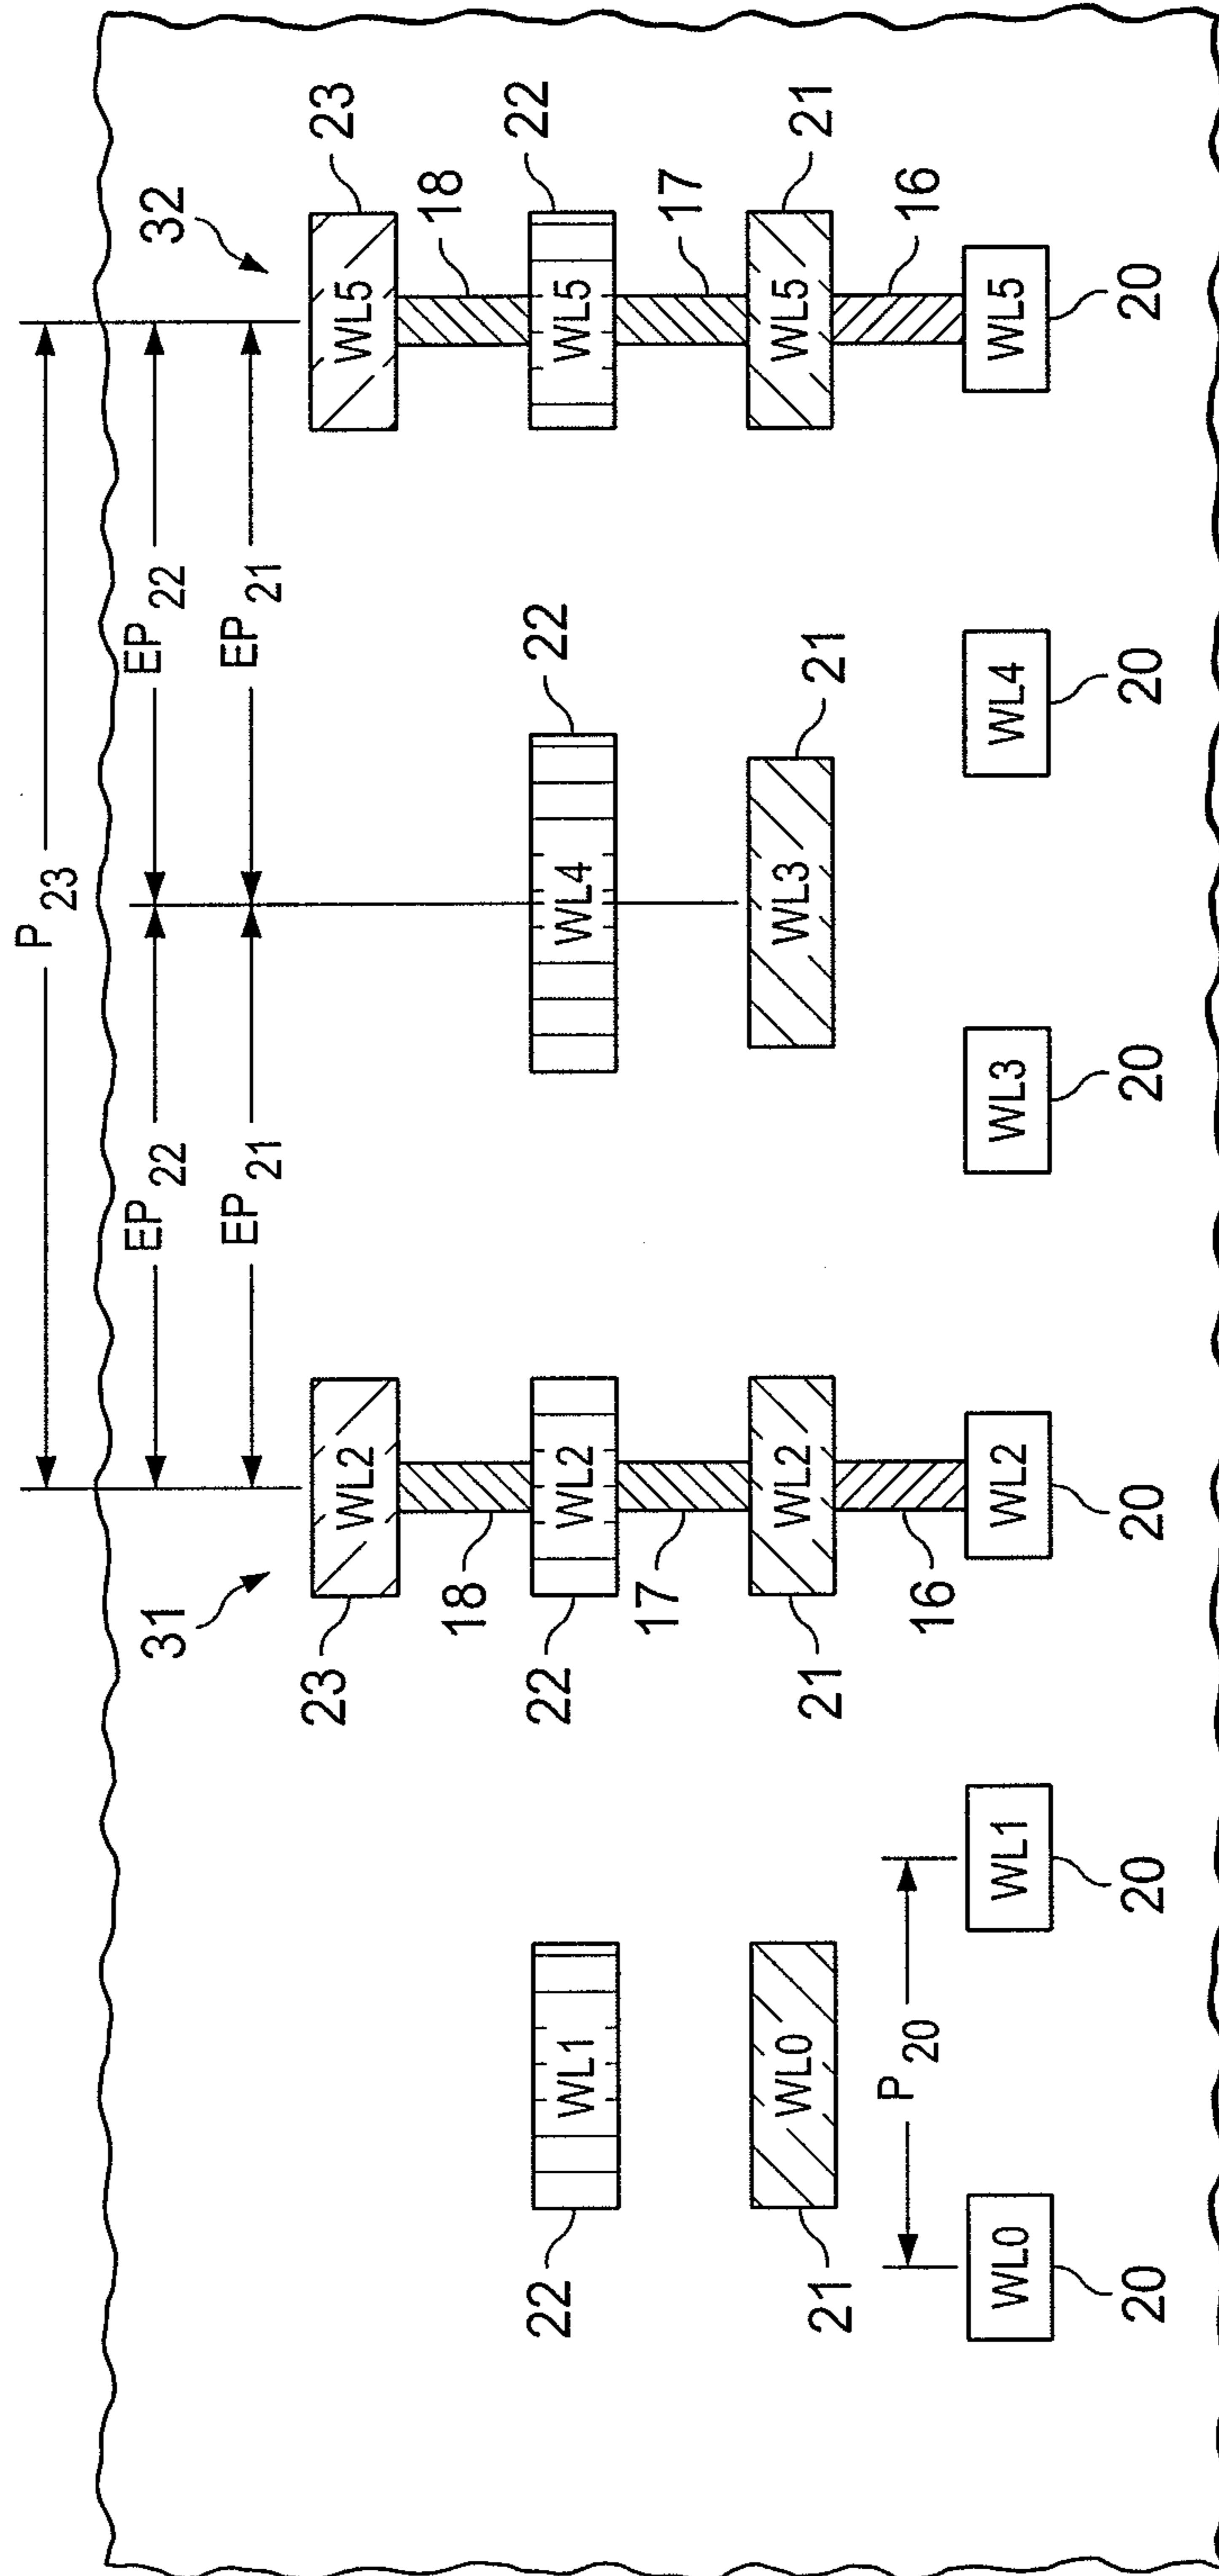 P23
EP22 EP22
EP21 EP21
31 32
23 WL2 WL5 23
18 18
22 WL1 22 WL2 WL4 22 WL5 22
17 17
21 WL0 21 WL2 WL3 21 WL5 21
16 16
P20
WL0 WL1 WL2 WL3 WL4 WL5
20 20 20 20 20 20